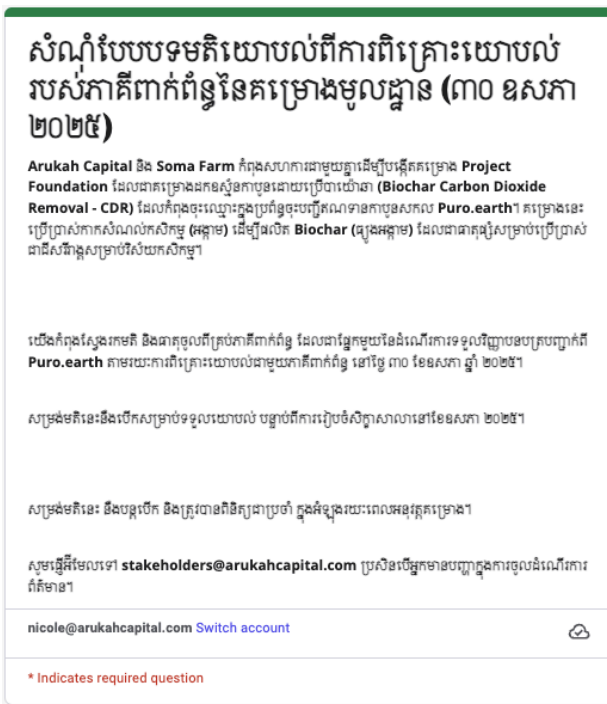 សំណុំបែបបទមតិយោបល់ពីការពិគ្រោះយោបល់
របស់ភាគីពាក់ព័ន្ធនៃគម្រោងមូលដ្ឋាន (៣០ ឧសភា
២០២៥)
Arukah Capital និង Soma Farm កំពុងសហការជាមួយគ្នាដើម្បីបង្កើតគម្រោង Project
Foundation ដែលជាគម្រោងដកឧស្ម័នកាបូនដោយប្រើបាយ៉ូឆា (Biochar Carbon Dioxide
Removal - CDR) ដែលកំពុងចុះឈ្មោះក្នុងប្រព័ន្ធចុះបញ្ជីឥណទានកាបូនសកល Puro.earth។ គម្រោងនេះ
ប្រើប្រាស់កាកសំណល់កសិកម្ម (អង្កាម) ដើម្បីផលិត Biochar (ធ្យូងអង្កាម) ដែលជាធាតុផ្សំសម្រាប់ប្រើប្រាស់
ជាជីសរីរាង្គសម្រាប់វិស័យកសិកម្ម។
យើងកំពុងស្វែងរកមតិ និងធាតុចូលពីគ្រប់ភាគីពាក់ព័ន្ធ ដែលជាផ្នែកមួយនៃដំណើរការទទួលវិញ្ញាបនបត្របញ្ជាក់ពី
Puro.earth តាមរយៈការពិគ្រោះយោបល់ជាមួយភាគីពាក់ព័ន្ធ នៅថ្ងៃ ៣០ ខែឧសភា ឆ្នាំ ២០២៥។
សម្រង់មតិនេះនឹងបើកសម្រាប់ទទួលយោបល់ បន្ទាប់ពីការរៀបចំសិក្ខាសាលានៅខែឧសភា ២០២៥។
សម្រង់មតិនេះ នឹងបន្តបើក និងត្រូវបានពិនិត្យជាប្រចាំ ក្នុងអំឡុងរយៈពេលអនុវត្តគម្រោង។
សូមផ្ញើអ៊ីមែលទៅ stakeholders@arukahcapital.com ប្រសិនបើអ្នកមានបញ្ហាក្នុងការចូលដំណើរការ
ព័ត៌មាន។
nicole@arukahcapital.com Switch account
* Indicates required question